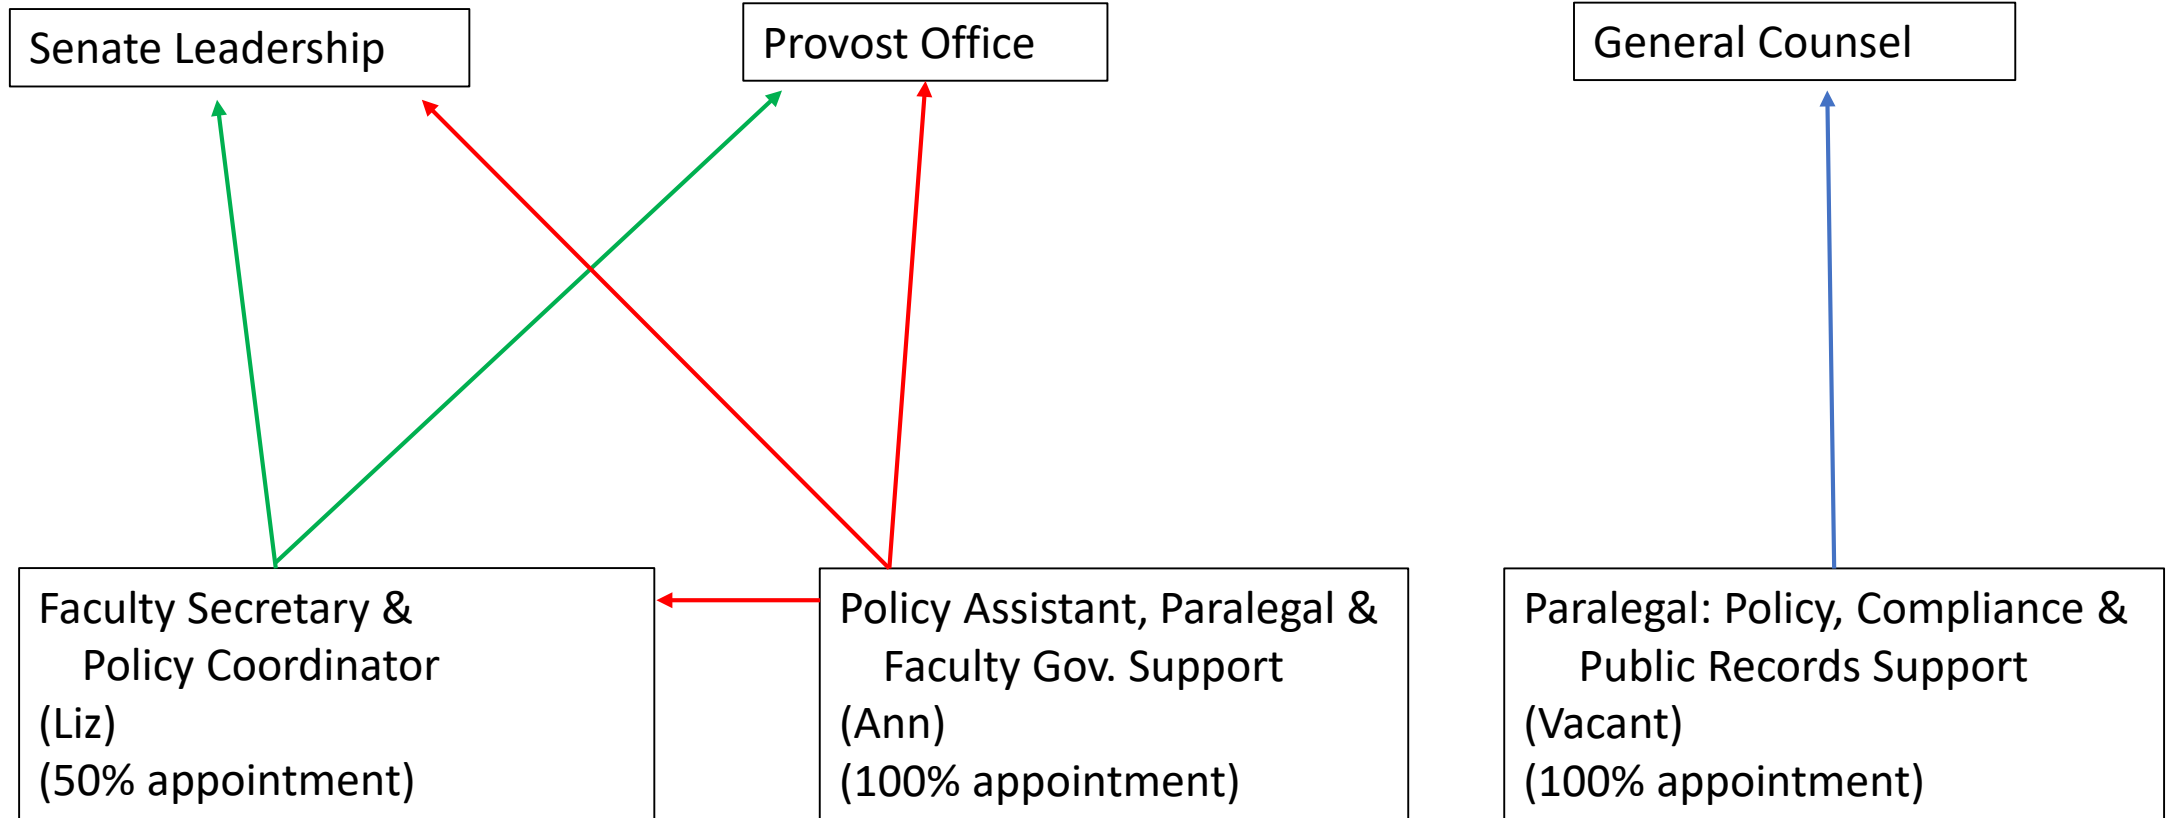 Senate Leadership
Provost Office
General Counsel
Faculty Secretary &
Policy Coordinator
(Liz)
(50% appointment)
Policy Assistant, Paralegal &
Faculty Gov. Support
(Ann)
(100% appointment)
Paralegal: Policy, Compliance &
Public Records Support
(Vacant)
(100% appointment)